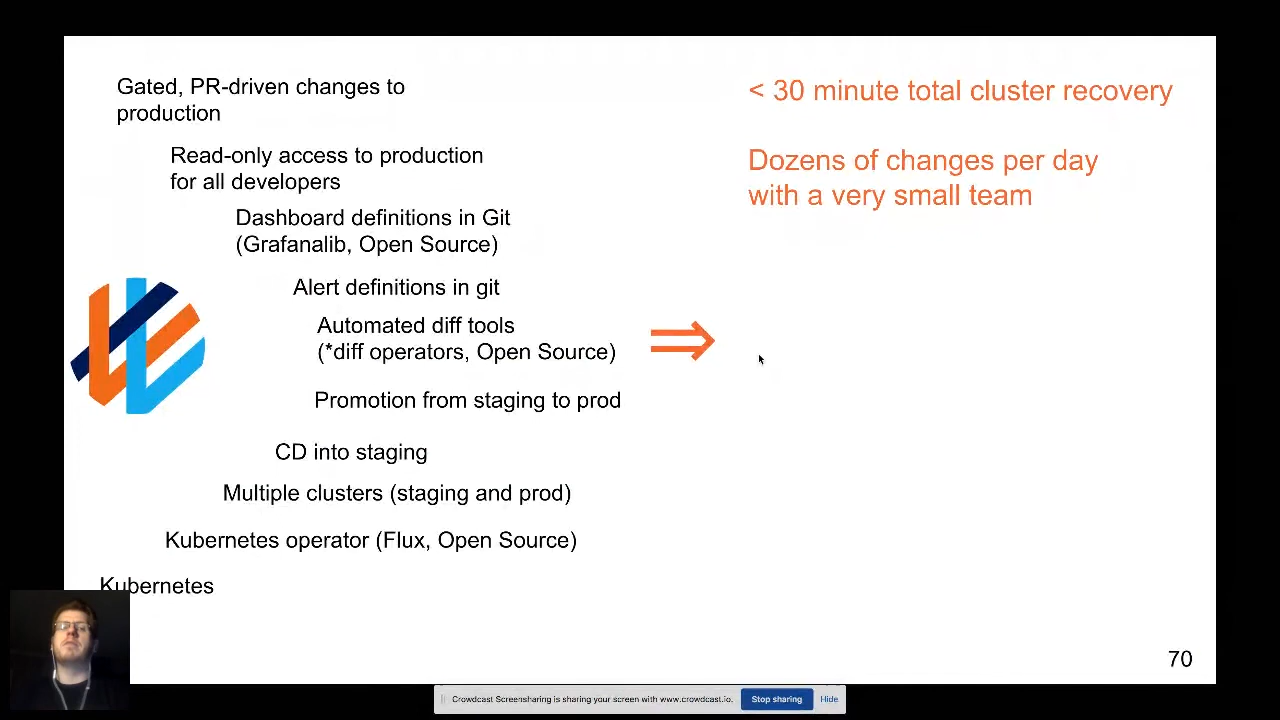 Gated, PR-driven changes to
production
Read-only access to production
for all developers
Dashboard definitions in Git
(Grafanalib, Open Source)
Alert definitions in git
Automated diff tools
(*diff operators, Open Source)
Promotion from staging to prod
CD into staging
Multiple clusters (staging and prod)
Kubernetes operator (Flux, Open Source)
Kubernetes
⇒
< 30 minute total cluster recovery
Dozens of changes per day
with a very small team
70
Crowdcast Screensharing is sharing your screen with www.crowdcast.io. Stop sharing Hide